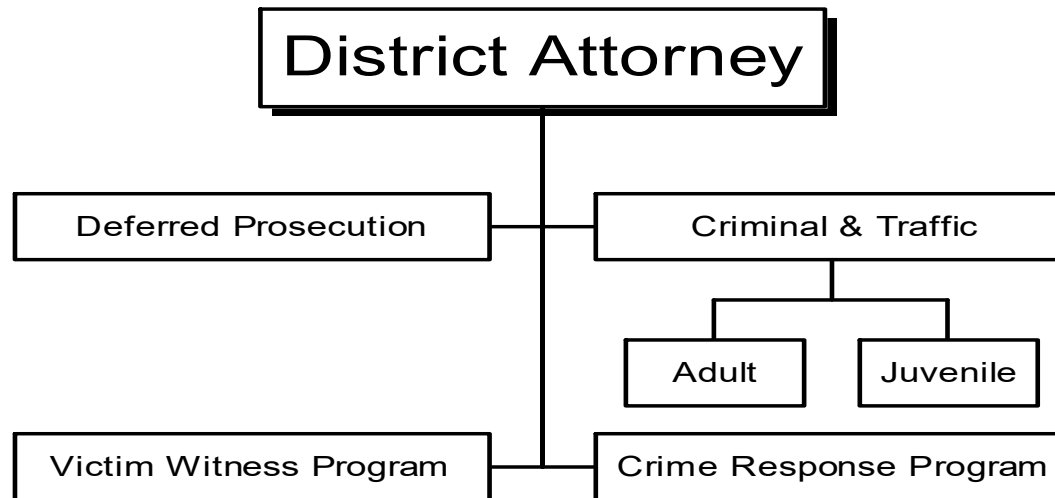 District Attorney
Deferred Prosecution
Criminal & Traffic
Adult
Juvenile
Victim Witness Program
Crime Response Program